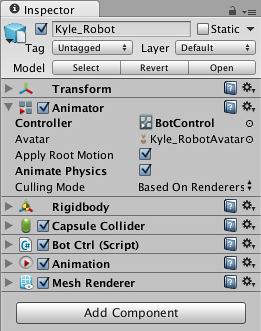 Inspector
Kyle_Robot Static
Tag Untagged Layer Default
Model Select Revert Open
Transform
Animator
Controller BotControl
Avatar Kyle_RobotAvatar
Apply Root Motion
Animate Physics
Culling Mode Based On Renderers
Rigidbody
Capsule Collider
Bot Ctrl (Script)
Animation
Mesh Renderer
Add Component